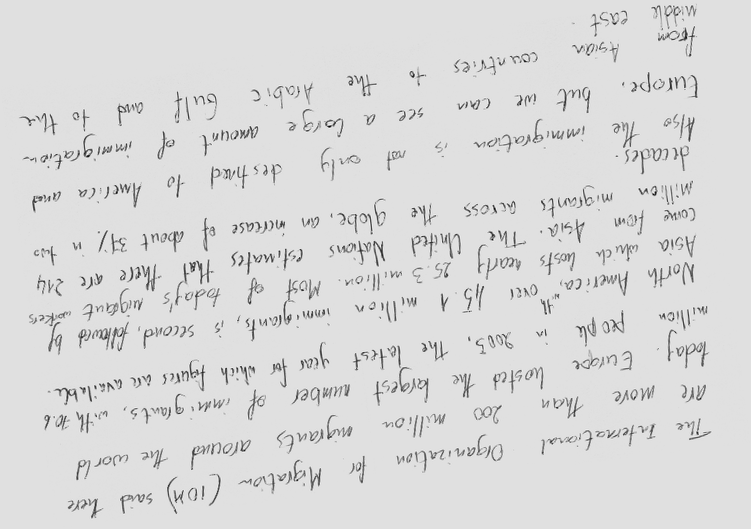 The International Organization for Migration (IOM) said there
are more than 200 million migrants around the world
today. Europe hosted the largest number of immigrants, with 70.6
million people in 2005, the latest year for which figures are available.
North America, with over 45.1 million immigrants, is second, followed by
Asia which hosts nearly 25.3 million. Most of today's migrant workers
come from Asia. The United Nations estimates that there are 214
million migrants across the globe, an increase of about 37% in two
decades.
Also the immigration is not only destined to America and
Europe, but we can see a large amount of immigration
from Asian countries to the Arabic Gulf and to the
middle east.